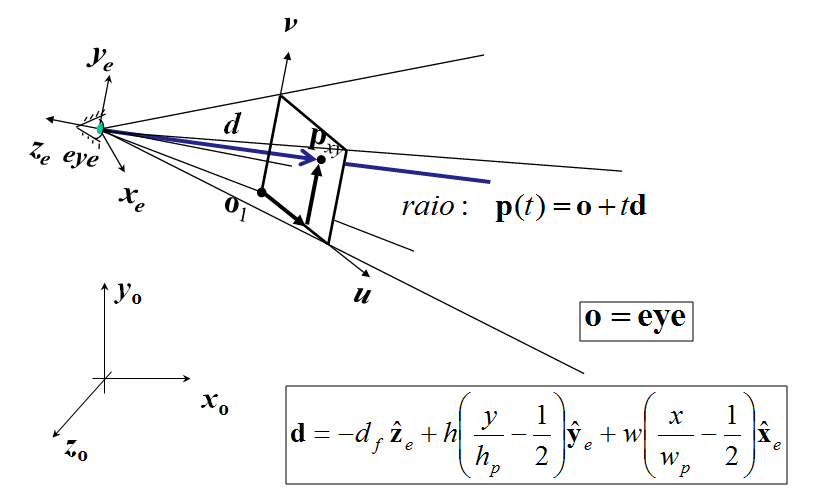 v
y_e
d
p_xy
z_e eye
x_e
o_1
raio: p(t) = o + td
u
y_o
o = eye
x_o
d = -d_f ẑ_e + h(y/h_p - 1/2)ŷ_e + w(x/w_p - 1/2)x̂_e
z_o